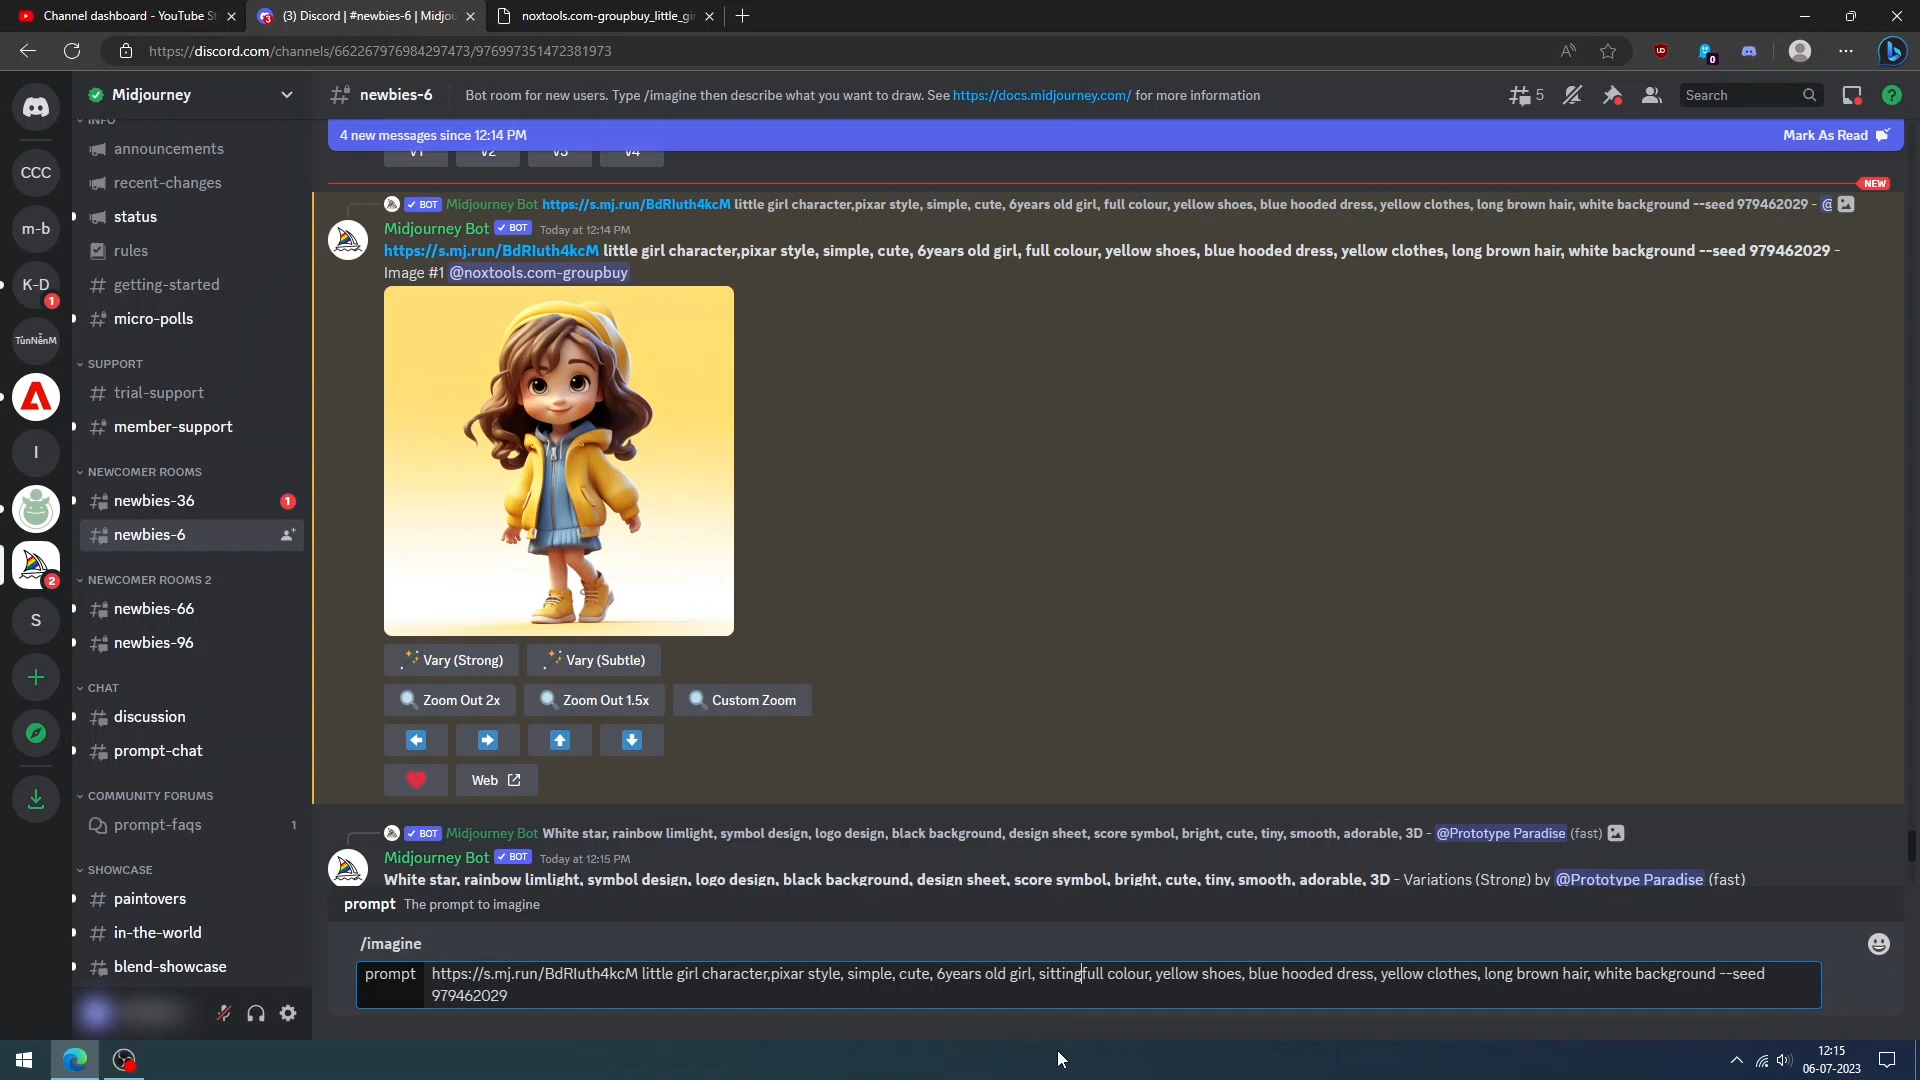 Channel dashboard - YouTube St
(3) Discord | #newbies-6 | Midjou
noxtools.com-groupbuy_little_gir
https://discord.com/channels/662267976984297473/976997351472381973
Midjourney
newbies-6
Bot room for new users. Type /imagine then describe what you want to draw. See https://docs.midjourney.com/ for more information
5
Search
4 new messages since 12:14 PM
Mark As Read
V1 V2 V3 V4
NEW
INFO
announcements
recent-changes
status
rules
getting-started
micro-polls
SUPPORT
trial-support
member-support
NEWCOMER ROOMS
newbies-36
1
newbies-6
NEWCOMER ROOMS 2
newbies-66
newbies-96
CHAT
discussion
prompt-chat
COMMUNITY FORUMS
prompt-faqs
1
SHOWCASE
paintovers
in-the-world
blend-showcase
CCC
m-b
K-D
1
TùnNễnM
I
2
S
BOT Midjourney Bot https://s.mj.run/BdRIuth4kcM little girl character,pixar style, simple, cute, 6years old girl, full colour, yellow shoes, blue hooded dress, yellow clothes, long brown hair, white background --seed 979462029 - @
Midjourney Bot BOT Today at 12:14 PM
https://s.mj.run/BdRIuth4kcM little girl character,pixar style, simple, cute, 6years old girl, full colour, yellow shoes, blue hooded dress, yellow clothes, long brown hair, white background --seed 979462029 -
Image #1 @noxtools.com-groupbuy
Vary (Strong)
Vary (Subtle)
Zoom Out 2x
Zoom Out 1.5x
Custom Zoom
Web
BOT Midjourney Bot White star, rainbow limlight, symbol design, logo design, black background, design sheet, score symbol, bright, cute, tiny, smooth, adorable, 3D - @Prototype Paradise (fast)
Midjourney Bot BOT Today at 12:15 PM
White star, rainbow limlight, symbol design, logo design, black background, design sheet, score symbol, bright, cute, tiny, smooth, adorable, 3D - Variations (Strong) by @Prototype Paradise (fast)
prompt The prompt to imagine
/imagine
prompt https://s.mj.run/BdRIuth4kcM little girl character,pixar style, simple, cute, 6years old girl, sittingfull colour, yellow shoes, blue hooded dress, yellow clothes, long brown hair, white background --seed
979462029
12:15
06-07-2023